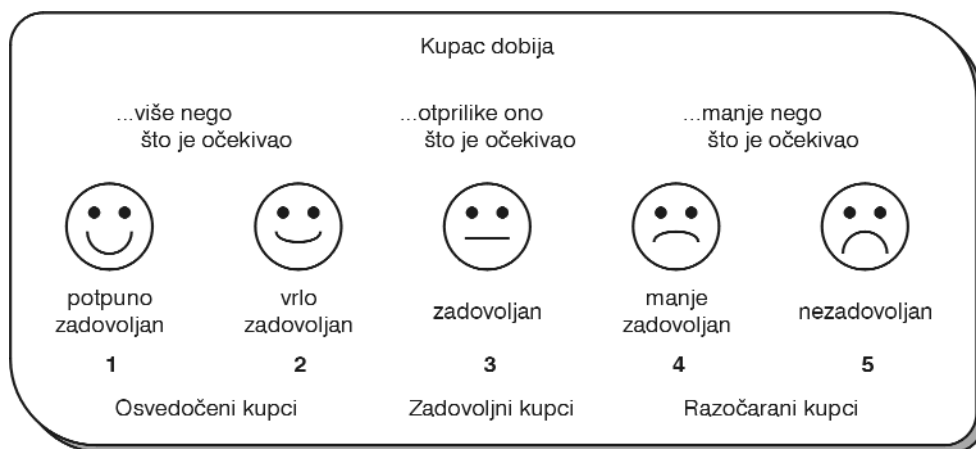 Kupac dobija
...više nego
što je očekivao
...otprilike ono
što je očekivao
...manje nego
što je očekivao
potpuno
zadovoljan
vrlo
zadovoljan
zadovoljan
manje
zadovoljan
nezadovoljan
1
2
3
4
5
Osvedočeni kupci
Zadovoljni kupci
Razočarani kupci